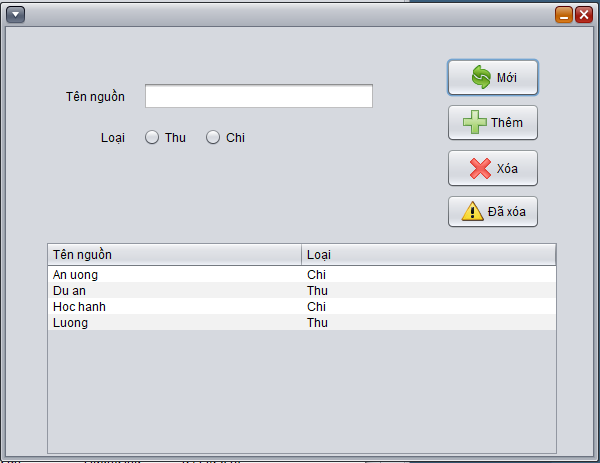 Tên nguồn
Mới
Thêm
Loại Thu Chi
Xóa
Đã xóa
Tên nguồn Loại
An uong Chi
Du an Thu
Hoc hanh Chi
Luong Thu